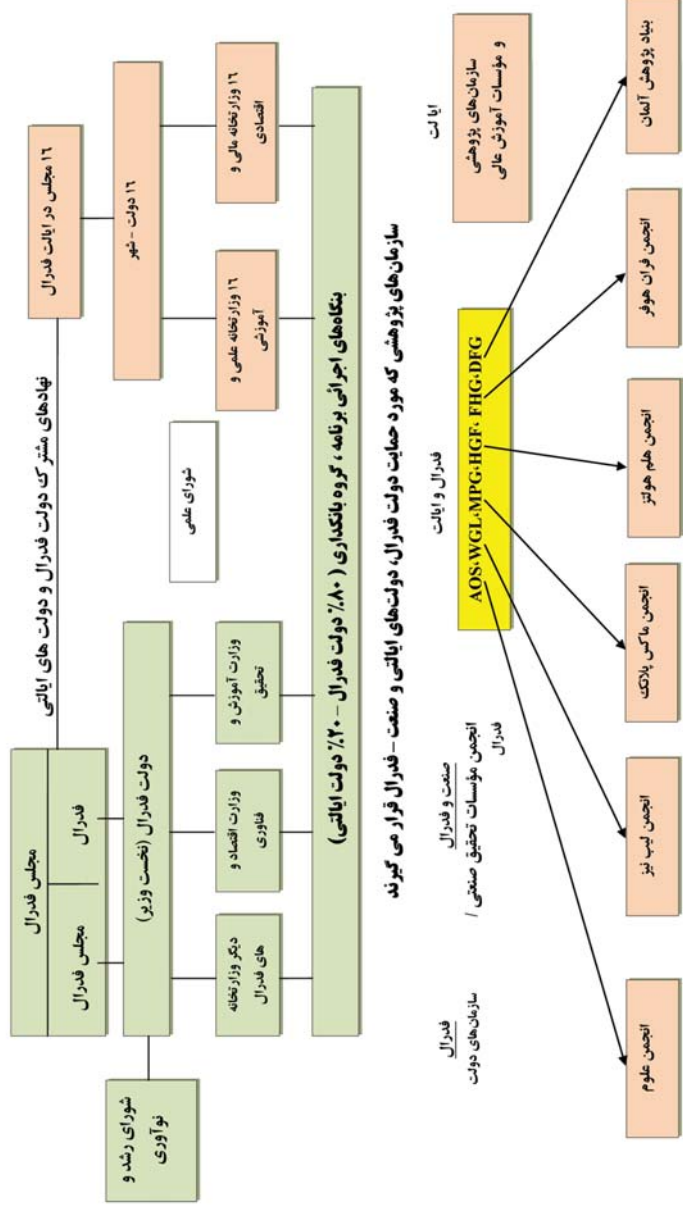 مجلس فدرال
مجلس فدرال
فدرال
نهادهای مشترک دولت فدرال و دولت های ایالتی
۱۶ مجلس در ایالت فدرال
شورای رشد و
نوآوری
دولت فدرال (نخست وزیر)
۱۶ دولت - شهر
شورای علمی
دیگر وزارتخانه
های فدرال
وزارت اقتصاد و
فناوری
وزارت آموزش و
تحقیق
۱۶ وزارتخانه علمی و
آموزشی
۱۶ وزارتخانه مالی و
اقتصادی
بنگاه‌های اجرائی برنامه ، گروه بانکداری ( ۸۰٪ دولت فدرال – ۲۰٪ دولت ایالتی)
سازمان‌های پژوهشی که مورد حمایت دولت فدرال، دولت‌های ایالتی و صنعت – فدرال قرار می گیرند
فدرال
سازمان‌های دولت
صنعت و فدرال
انجمن مؤسسات تحقیق صنعتی /
فدرال
فدرال و ایالت
AOS،WGL،MPG،HGF، FHG،DFG
ایا لت
سازمان‌های پژوهشی
و مؤسسات آموزش عالی
انجمن علوم
انجمن لیپ نیز
انجمن ماکس پلانک
انجمن هلم هولتز
انجمن فران هوفر
بنیاد پژوهش آلمان